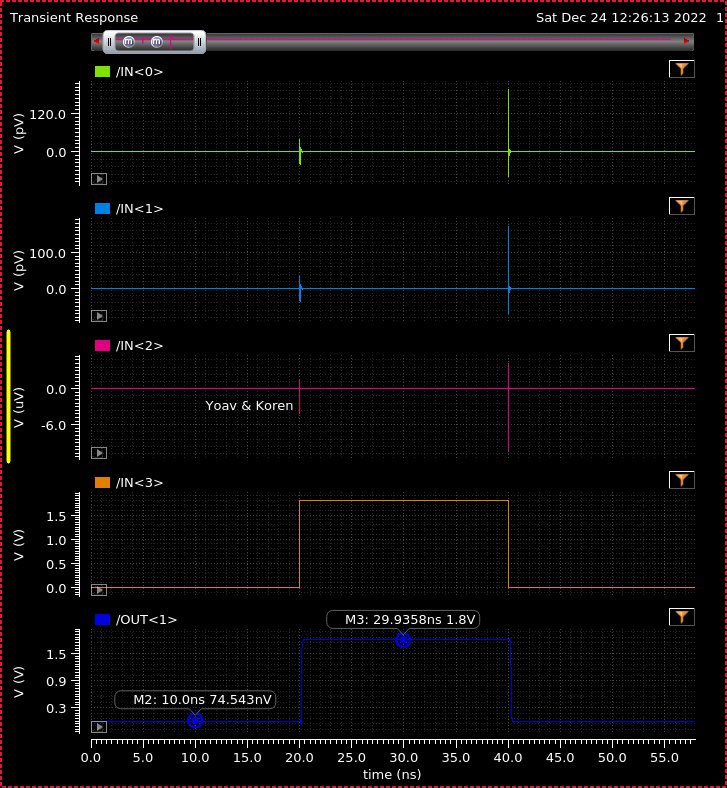 Transient Response
Sat Dec 24 12:26:13 2022 1
/IN<0>
V (pV)
120.0
0.0
/IN<1>
V (pV)
100.0
0.0
/IN<2>
V (uV)
0.0
-6.0
Yoav & Koren
/IN<3>
V (V)
1.5
1.0
0.5
0.0
/OUT<1>
V (V)
1.5
0.9
0.3
M3: 29.9358ns 1.8V
M2: 10.0ns 74.543nV
0.0 5.0 10.0 15.0 20.0 25.0 30.0 35.0 40.0 45.0 50.0 55.0
time (ns)